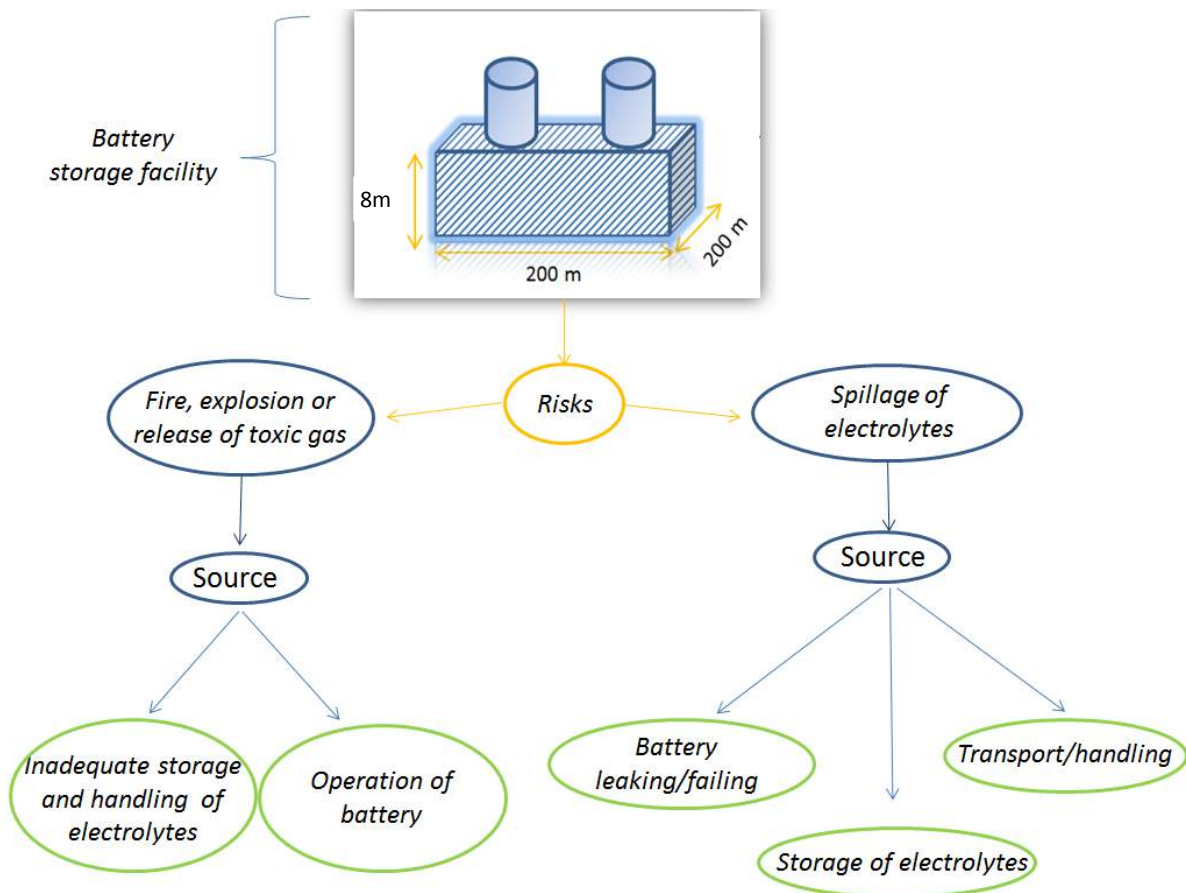 Battery
storage facility
8m
200 m
200 m
Risks
Fire, explosion or
release of toxic gas
Spillage of
electrolytes
Source
Source
Inadequate storage
and handling of
electrolytes
Operation of
battery
Battery
leaking/failing
Transport/handling
Storage of electrolytes